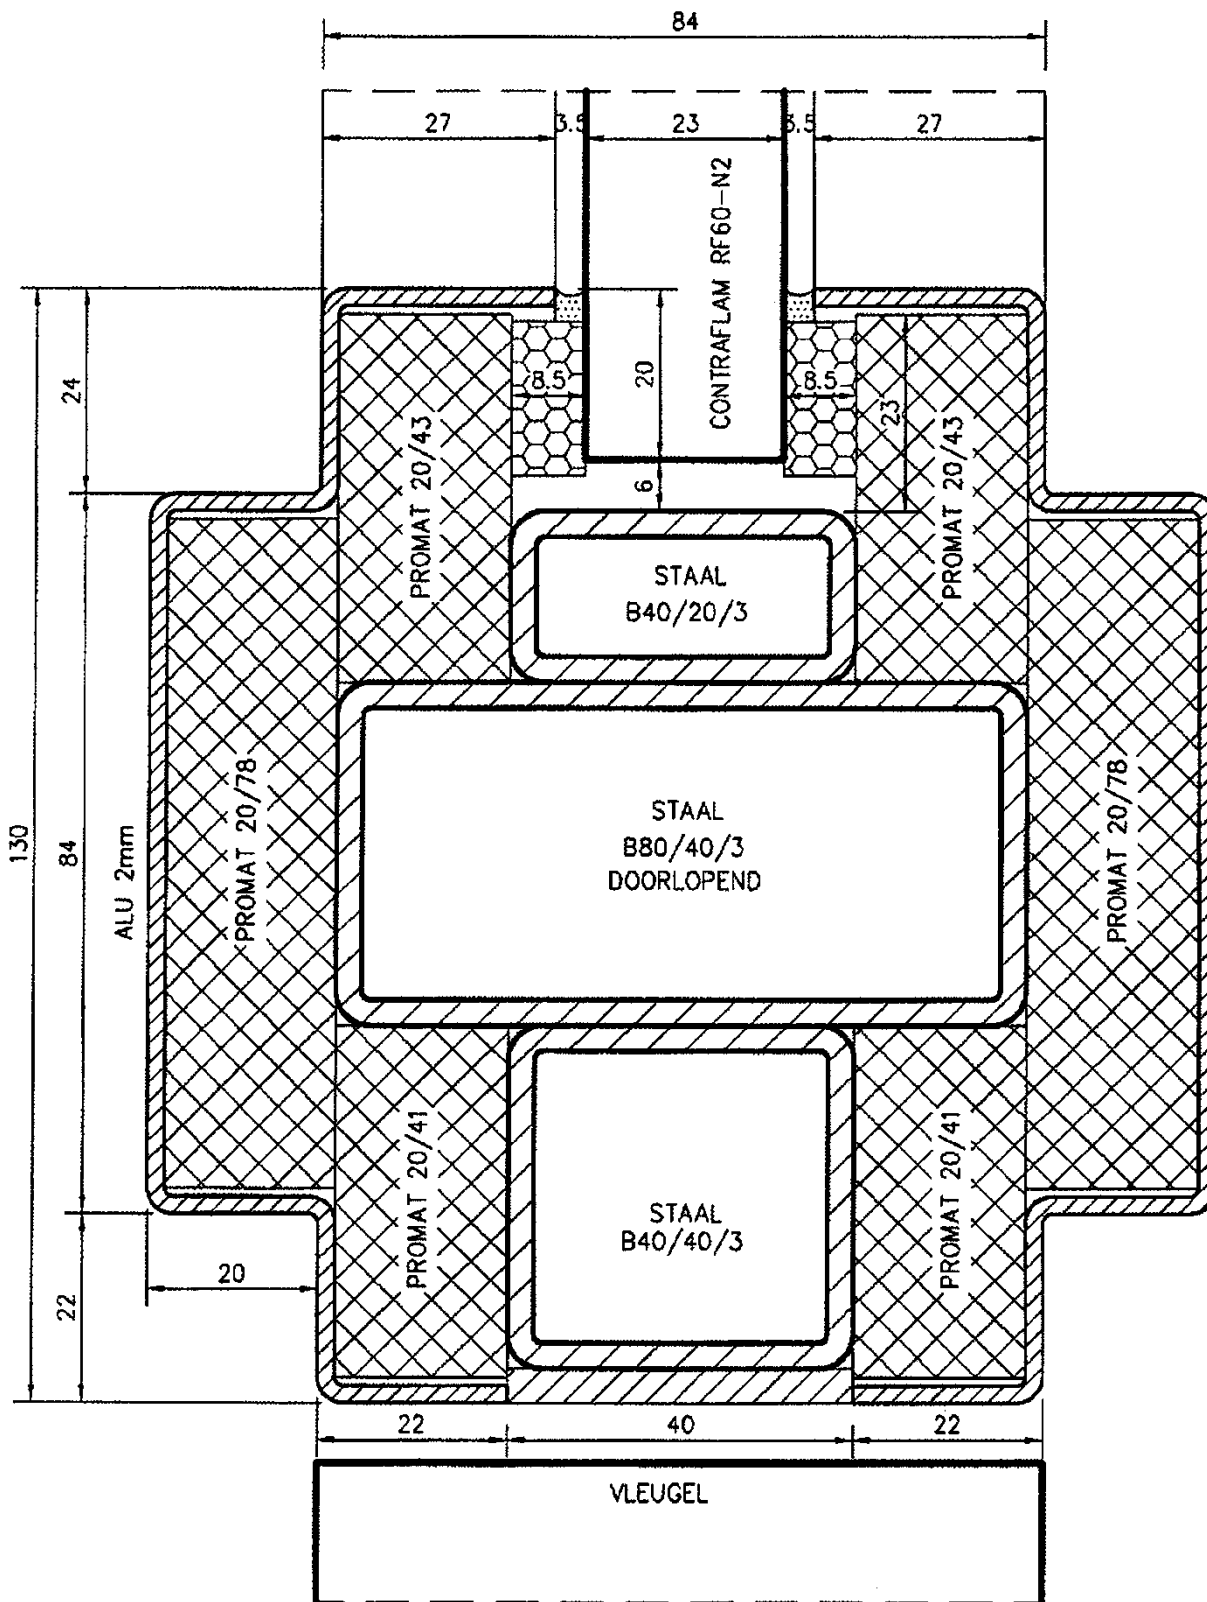 84
27
3.5
23
3.5
27
CONTRAFLAM RF60-N2
24
8.5
20
8.5
23
PROMAT 20/43
PROMAT 20/43
6
STAAL
B40/20/3
130
84
ALU 2mm
PROMAT 20/78
STAAL
B80/40/3
DOORLOPEND
PROMAT 20/78
PROMAT 20/41
PROMAT 20/41
STAAL
B40/40/3
20
22
22
40
22
VLEUGEL